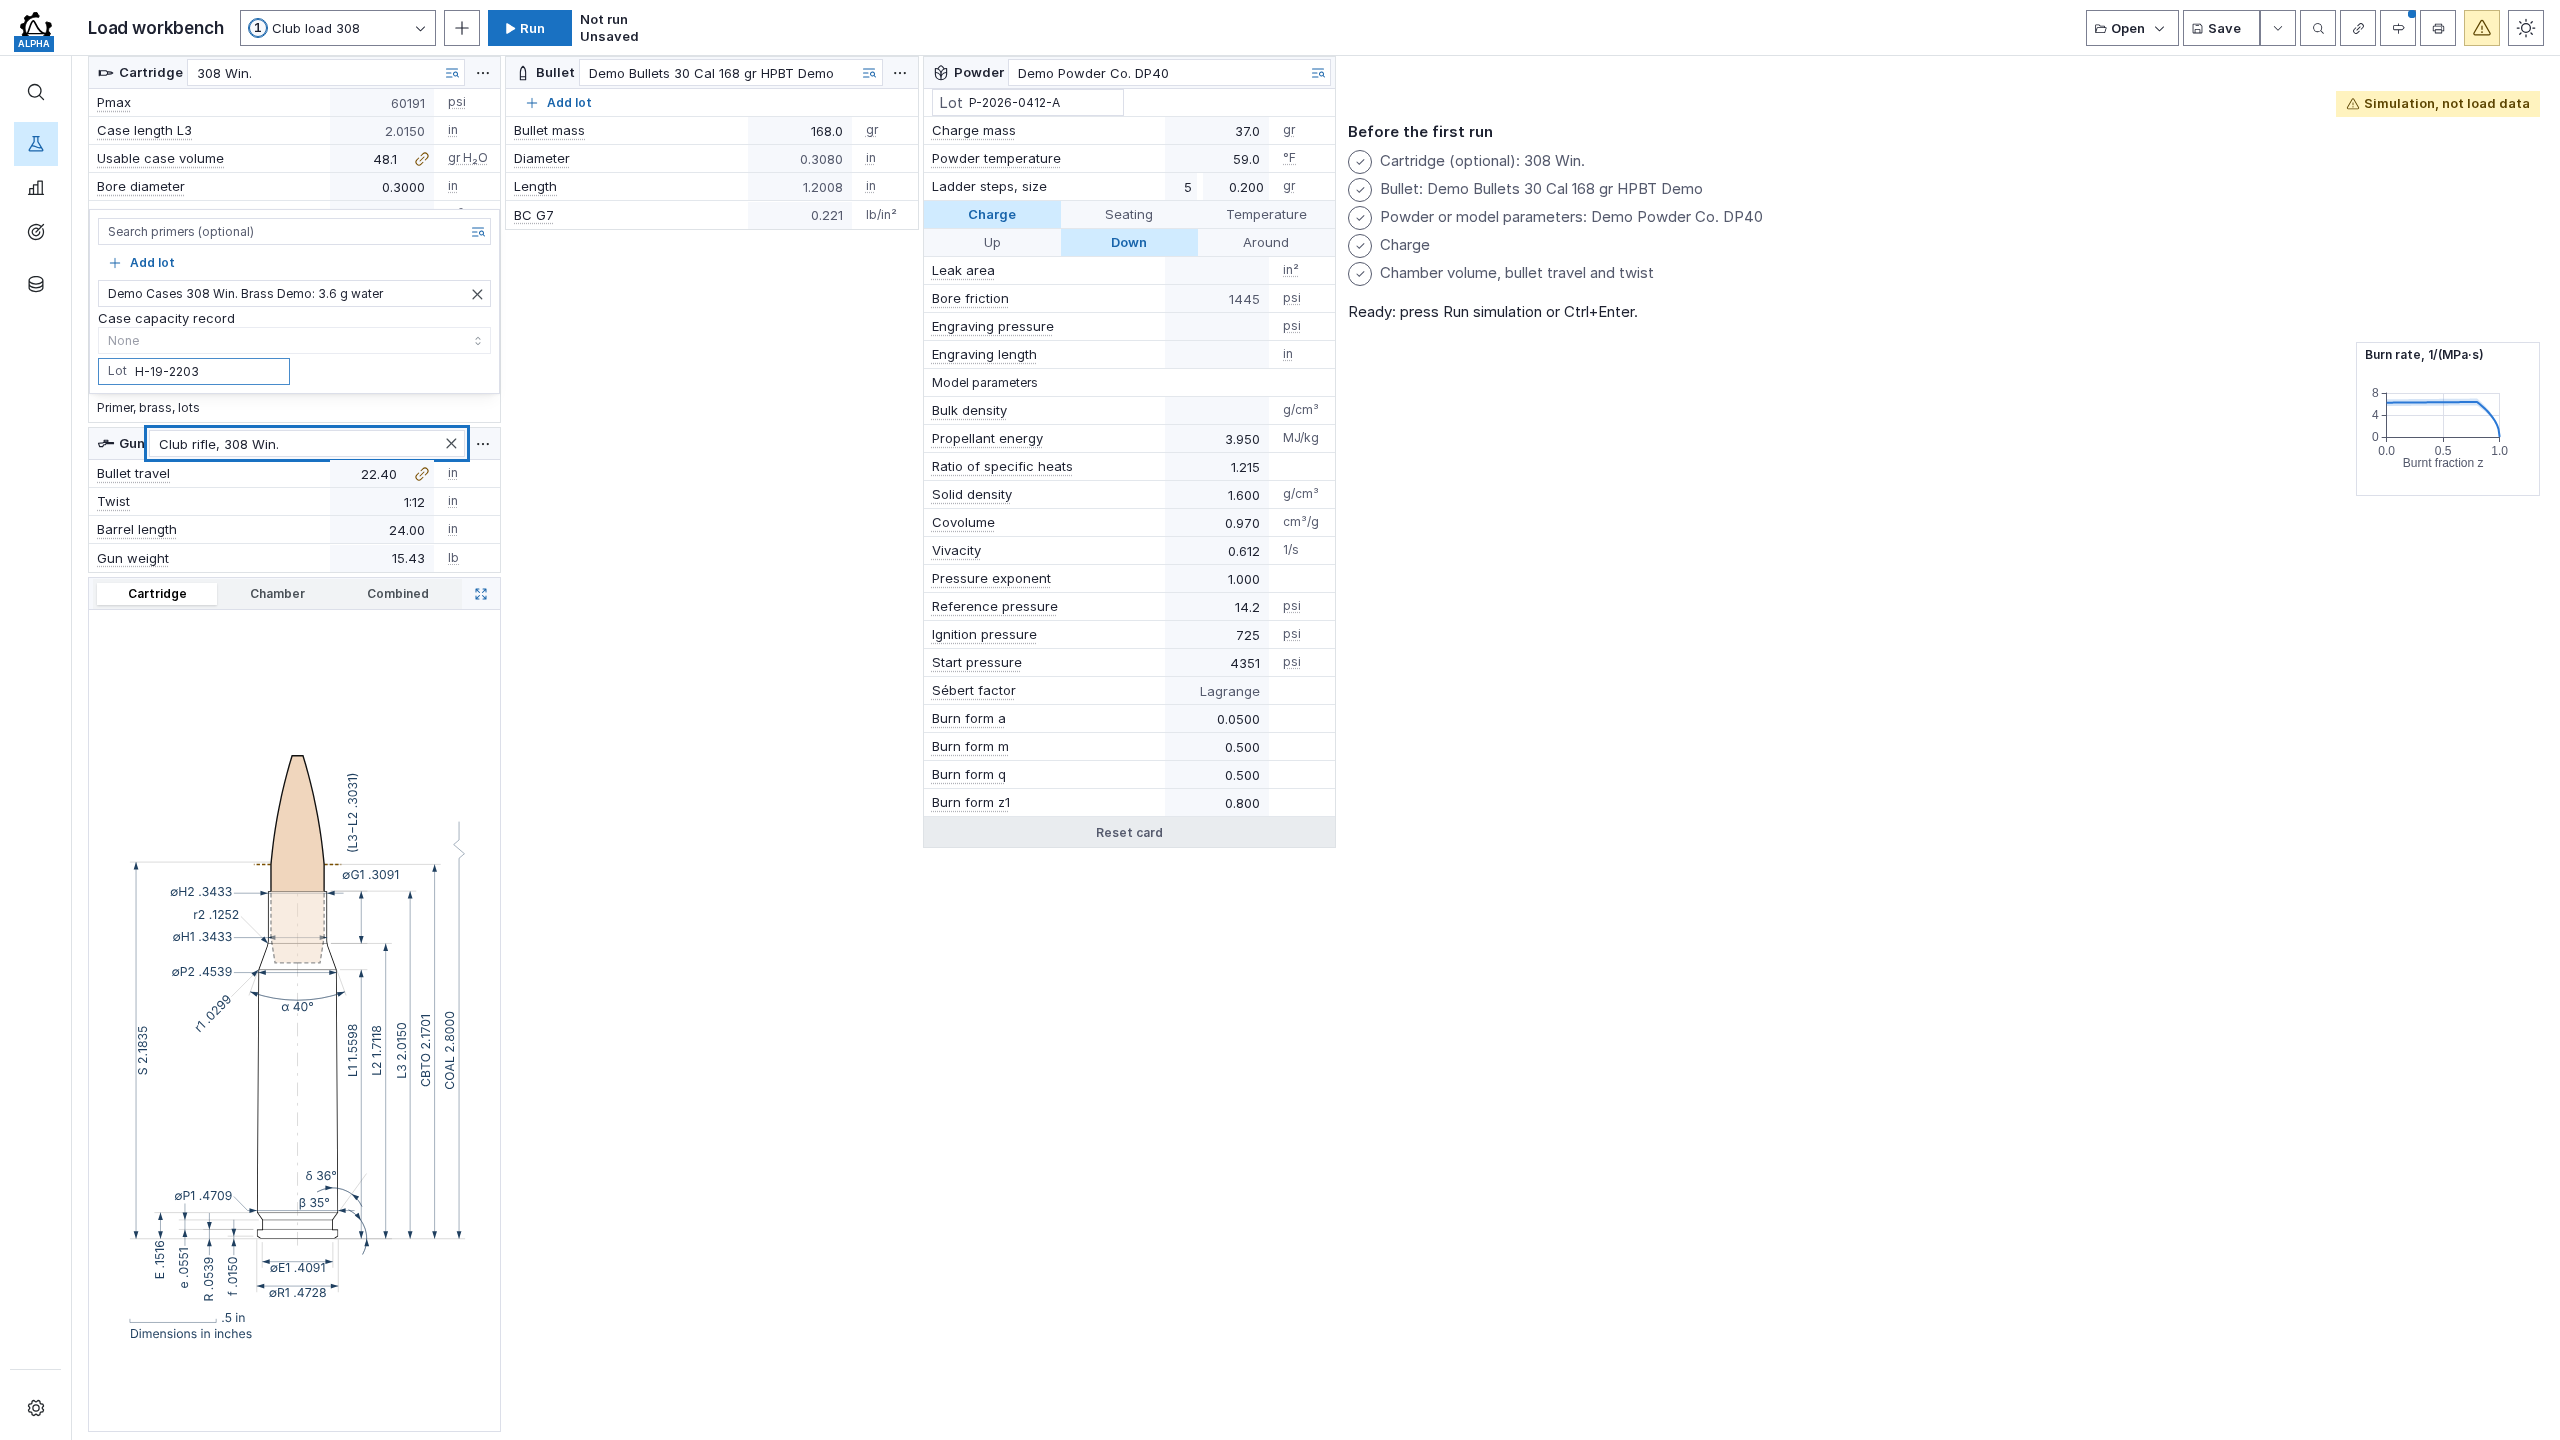 ALPHA
Load workbench
1 Club load 308
Run
Not run
Unsaved
Open
Save
Cartridge 308 Win.
Pmax 60191 psi
Case length L3 2.0150 in
Usable case volume 48.1 gr H₂O
Bore diameter 0.3000 in
Search primers (optional)
Add lot
Demo Cases 308 Win. Brass Demo: 3.6 g water
Case capacity record
None
Lot H-19-2203
Primer, brass, lots
Gun Club rifle, 308 Win.
Bullet travel 22.40 in
Twist 1:12 in
Barrel length 24.00 in
Gun weight 15.43 lb
Cartridge Chamber Combined
(L3−L2 .3031)
⌀G1 .3091
⌀H2 .3433
r2 .1252
⌀H1 .3433
⌀P2 .4539
r1 .0299
α 40°
S 2.1835
L1 1.5598
L2 1.7118
L3 2.0150
CBTO 2.1701
COAL 2.8000
δ 36°
β 35°
⌀P1 .4709
E .1516
e .0551
R .0539
f .0150
⌀E1 .4091
⌀R1 .4728
.5 in
Dimensions in inches
Bullet Demo Bullets 30 Cal 168 gr HPBT Demo
Add lot
Bullet mass 168.0 gr
Diameter 0.3080 in
Length 1.2008 in
BC G7 0.221 lb/in²
Powder Demo Powder Co. DP40
Lot P-2026-0412-A
Charge mass 37.0 gr
Powder temperature 59.0 °F
Ladder steps, size 5 0.200 gr
Charge Seating Temperature
Up Down Around
Leak area in²
Bore friction 1445 psi
Engraving pressure psi
Engraving length in
Model parameters
Bulk density g/cm³
Propellant energy 3.950 MJ/kg
Ratio of specific heats 1.215
Solid density 1.600 g/cm³
Covolume 0.970 cm³/g
Vivacity 0.612 1/s
Pressure exponent 1.000
Reference pressure 14.2 psi
Ignition pressure 725 psi
Start pressure 4351 psi
Sébert factor Lagrange
Burn form a 0.0500
Burn form m 0.500
Burn form q 0.500
Burn form z1 0.800
Reset card
Simulation, not load data
Before the first run
Cartridge (optional): 308 Win.
Bullet: Demo Bullets 30 Cal 168 gr HPBT Demo
Powder or model parameters: Demo Powder Co. DP40
Charge
Chamber volume, bullet travel and twist
Ready: press Run simulation or Ctrl+Enter.
Burn rate, 1/(MPa·s)
8
4
0
0.0 0.5 1.0
Burnt fraction z